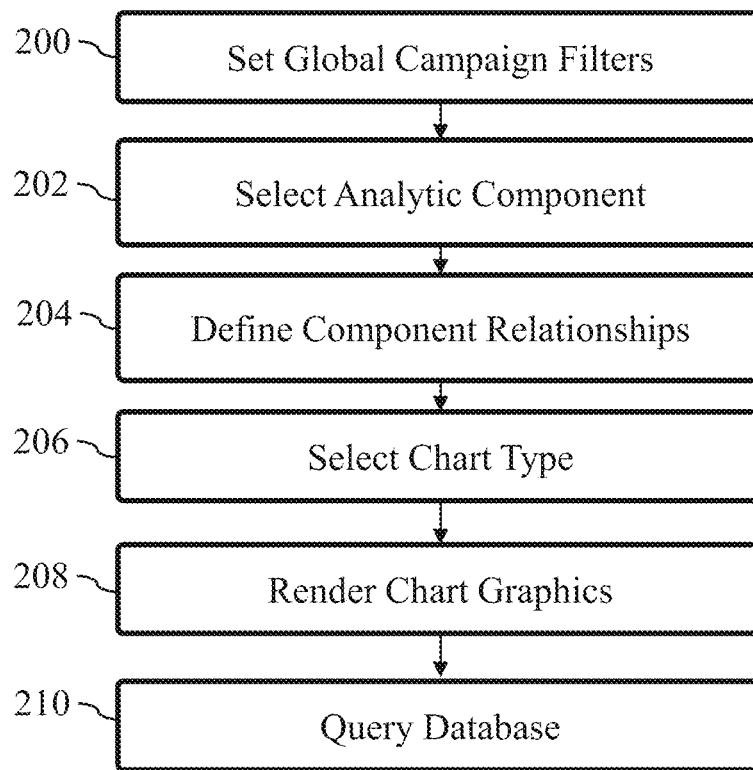 200 Set Global Campaign Filters
202 Select Analytic Component
204 Define Component Relationships
206 Select Chart Type
208 Render Chart Graphics
210 Query Database